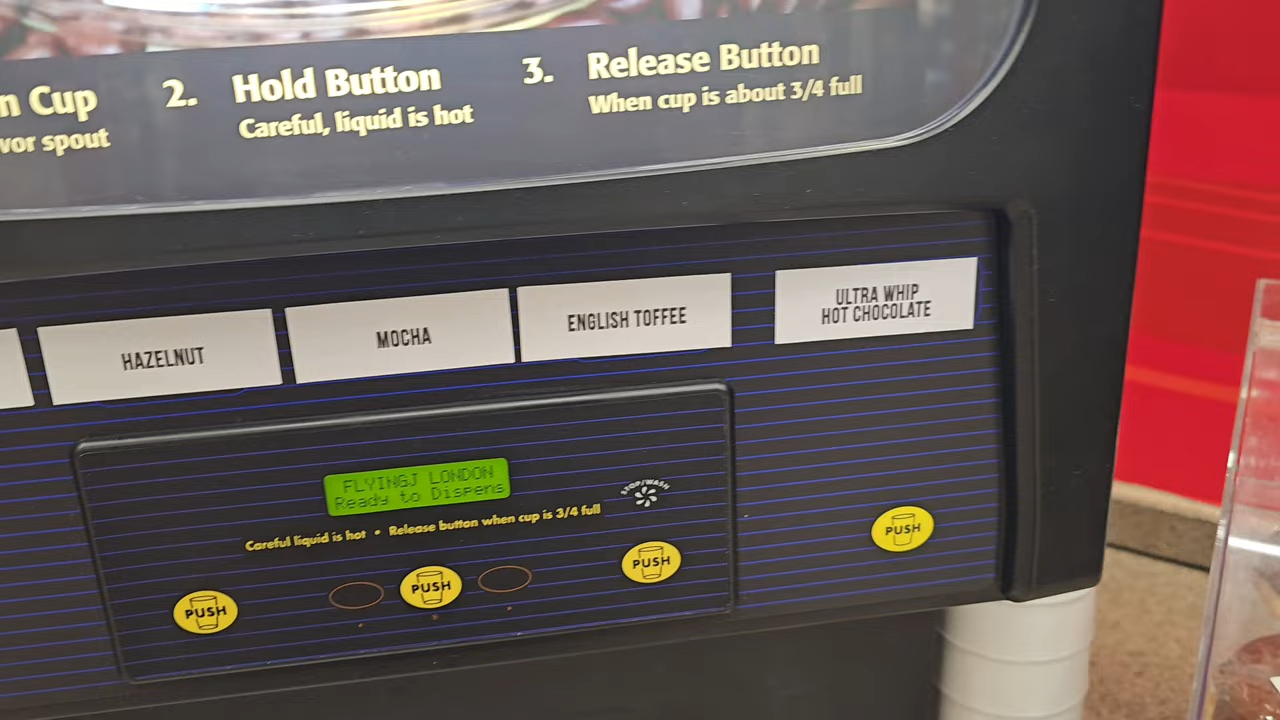 n Cup
vor spout
2. Hold Button
Careful, liquid is hot
3. Release Button
When cup is about 3/4 full
HAZELNUT
MOCHA
ENGLISH TOFFEE
ULTRA WHIP
HOT CHOCOLATE
FLYINGJ LONDON
Ready to Dispens
STOP/WASH
Careful liquid is hot • Release button when cup is 3/4 full
PUSH
PUSH
PUSH
PUSH